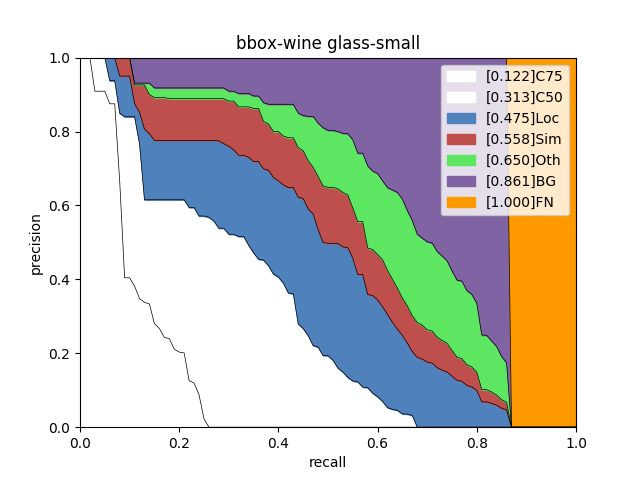 bbox-wine glass-small
1.0
0.8
0.6
0.4
0.2
0.0
precision
[0.122]C75
[0.313]C50
[0.475]Loc
[0.558]Sim
[0.650]Oth
[0.861]BG
[1.000]FN
0.0 0.2 0.4 0.6 0.8 1.0
recall